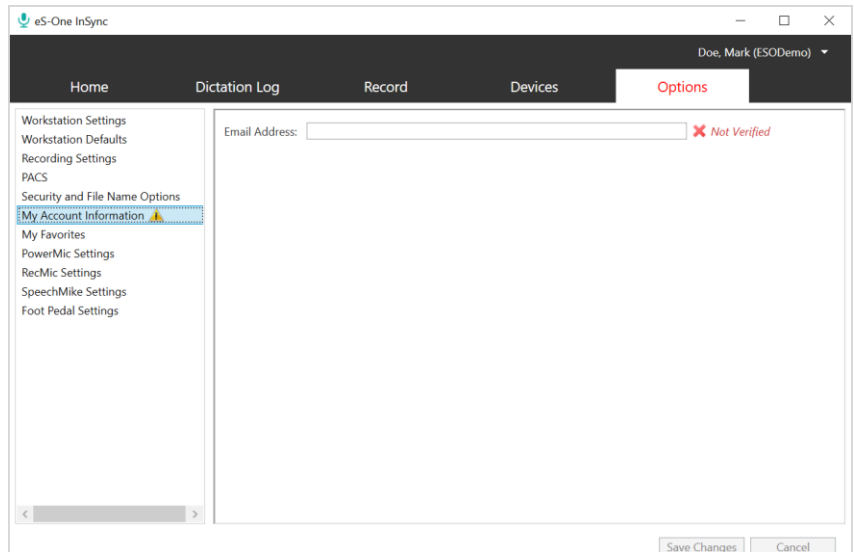 eS-One InSync
Doe, Mark (ESODemo)
Home Dictation Log Record Devices Options
Workstation Settings
Workstation Defaults
Recording Settings
PACS
Security and File Name Options
My Account Information
My Favorites
PowerMic Settings
RecMic Settings
SpeechMike Settings
Foot Pedal Settings
Email Address: Not Verified
Save Changes Cancel